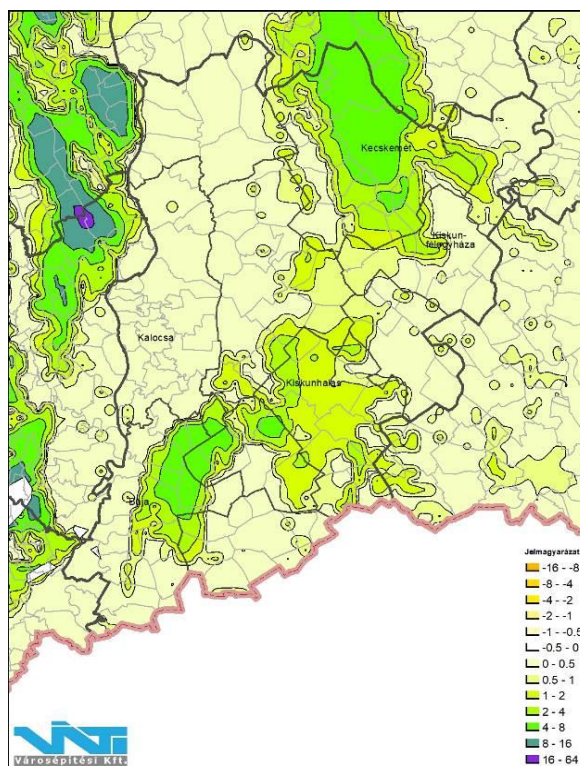 Kecskemét
Kiskun-
félegyháza
Kalocsa
Kiskunhalas
Baja
Jelmagyarázat
-16 - -8
-8 - -4
-4 - -2
-2 - -1
-1 - -0.5
-0.5 - 0
0 - 0.5
0.5 - 1
1 - 2
2 - 4
4 - 8
8 - 16
16 - 64
VÁTI
Városépítési Kft.